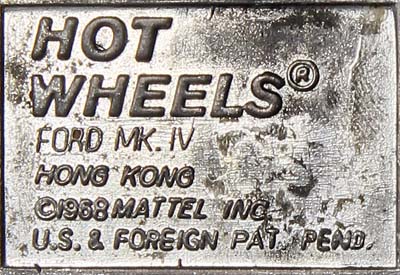 HOT
WHEELS®
FORD MK. IV
HONG KONG
©1968 MATTEL INC.
U.S. & FOREIGN PAT. PEND.